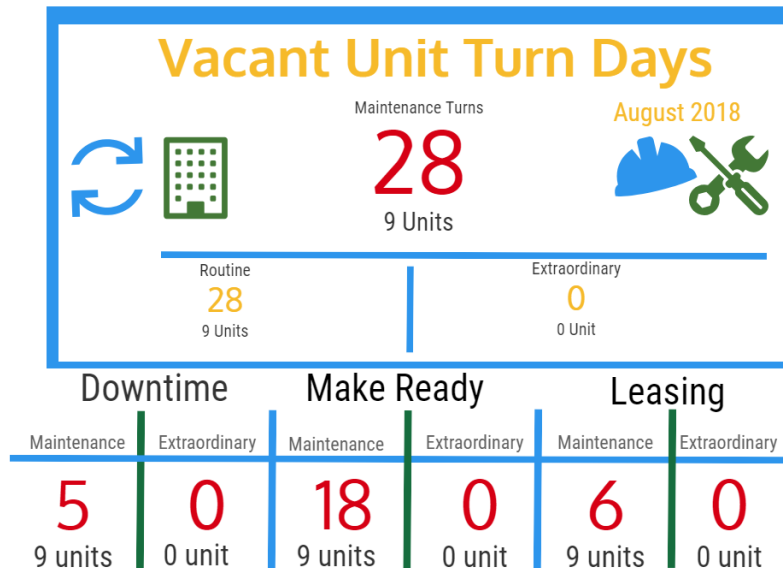 Vacant Unit Turn Days
Maintenance Turns
August 2018
28
9 Units
Routine
Extraordinary
28
0
9 Units
0 Unit
Downtime
Make Ready
Leasing
Maintenance
Extraordinary
Maintenance
Extraordinary
Maintenance
Extraordinary
5
0
18
0
6
0
9 units
0 unit
9 units
0 unit
9 units
0 unit